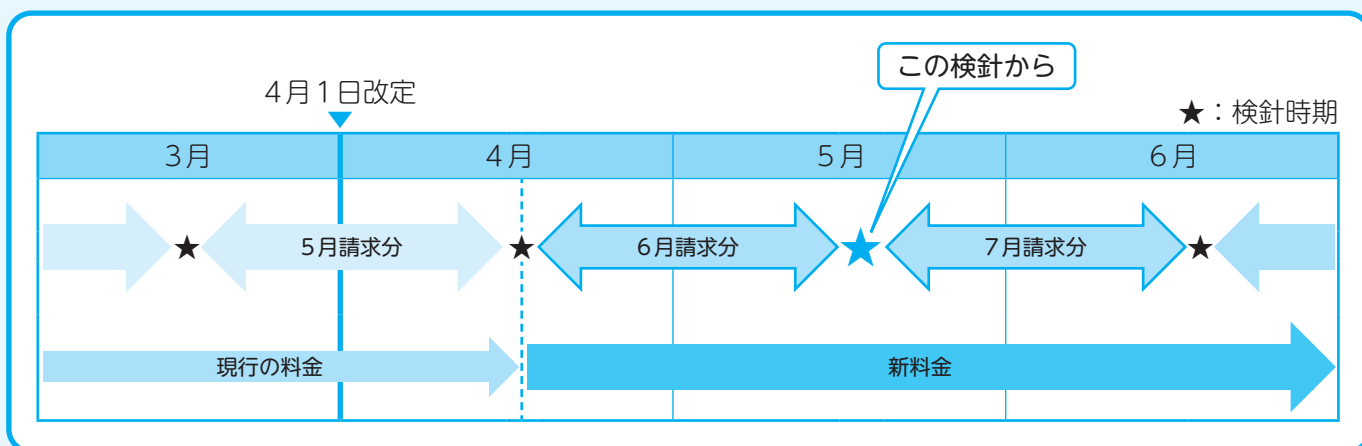 この検針から
4月1日改定
★：検針時期
3月 4月 5月 6月
★ 5月請求分 ★ 6月請求分 ★ 7月請求分 ★
現行の料金 新料金